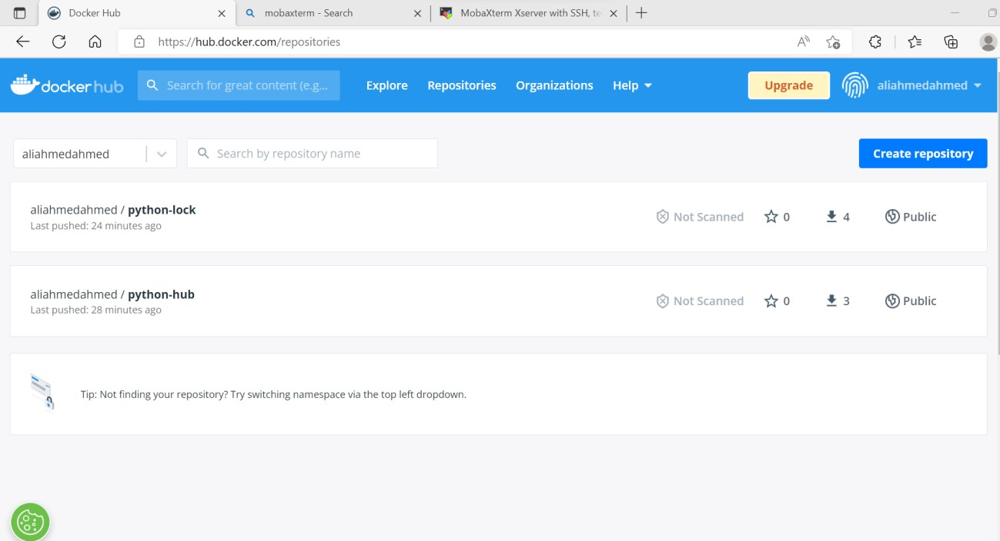 Docker Hub
mobaxterm - Search
MobaXterm Xserver with SSH, te
https://hub.docker.com/repositories
docker hub
Search for great content (e.g...
Explore
Repositories
Organizations
Help
Upgrade
aliahmedahmed
aliahmedahmed
Search by repository name
Create repository
aliahmedahmed / python-lock
Last pushed: 24 minutes ago
Not Scanned
0
4
Public
aliahmedahmed / python-hub
Last pushed: 28 minutes ago
Not Scanned
0
3
Public
Tip: Not finding your repository? Try switching namespace via the top left dropdown.